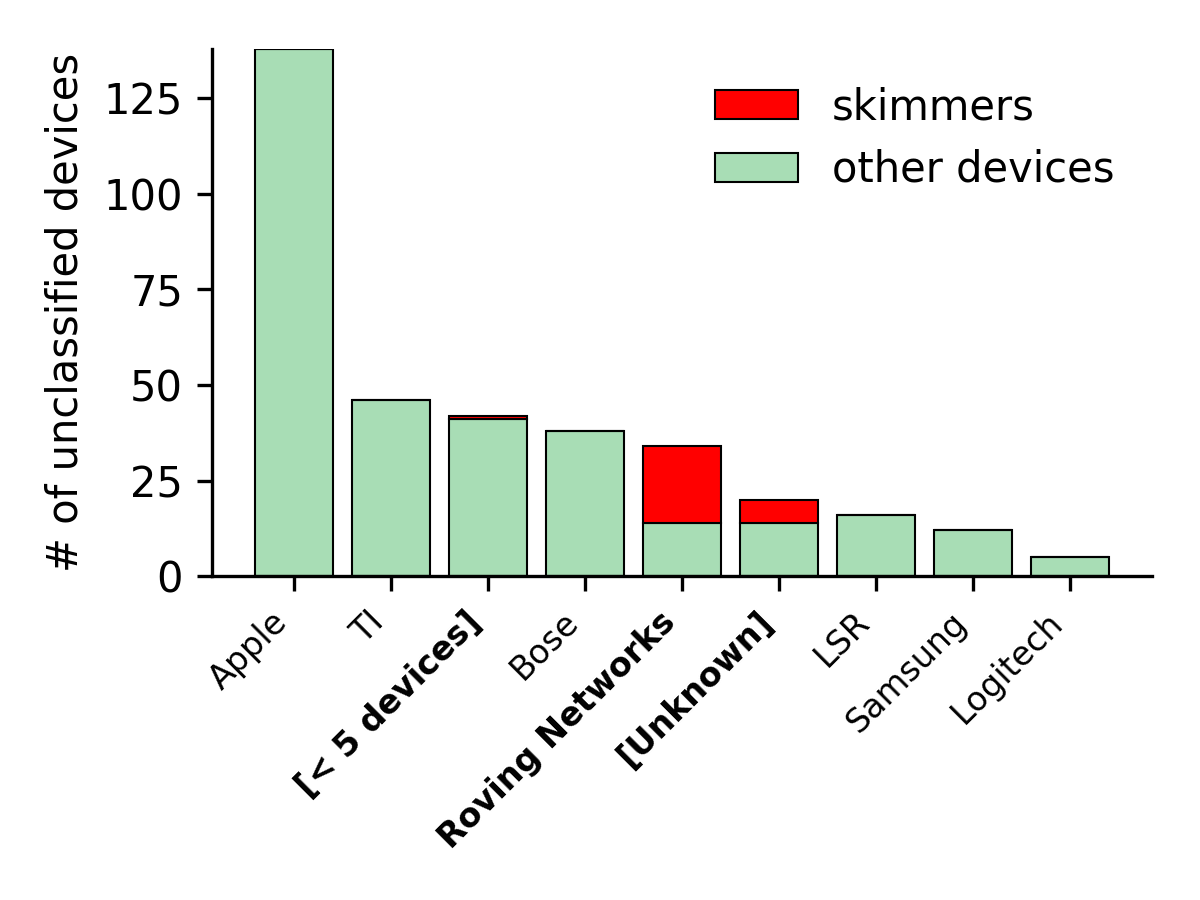 # of unclassified devices
125
100
75
50
25
0
skimmers
other devices
Apple
TI
[< 5 devices]
Bose
Roving Networks
[Unknown]
LSR
Samsung
Logitech